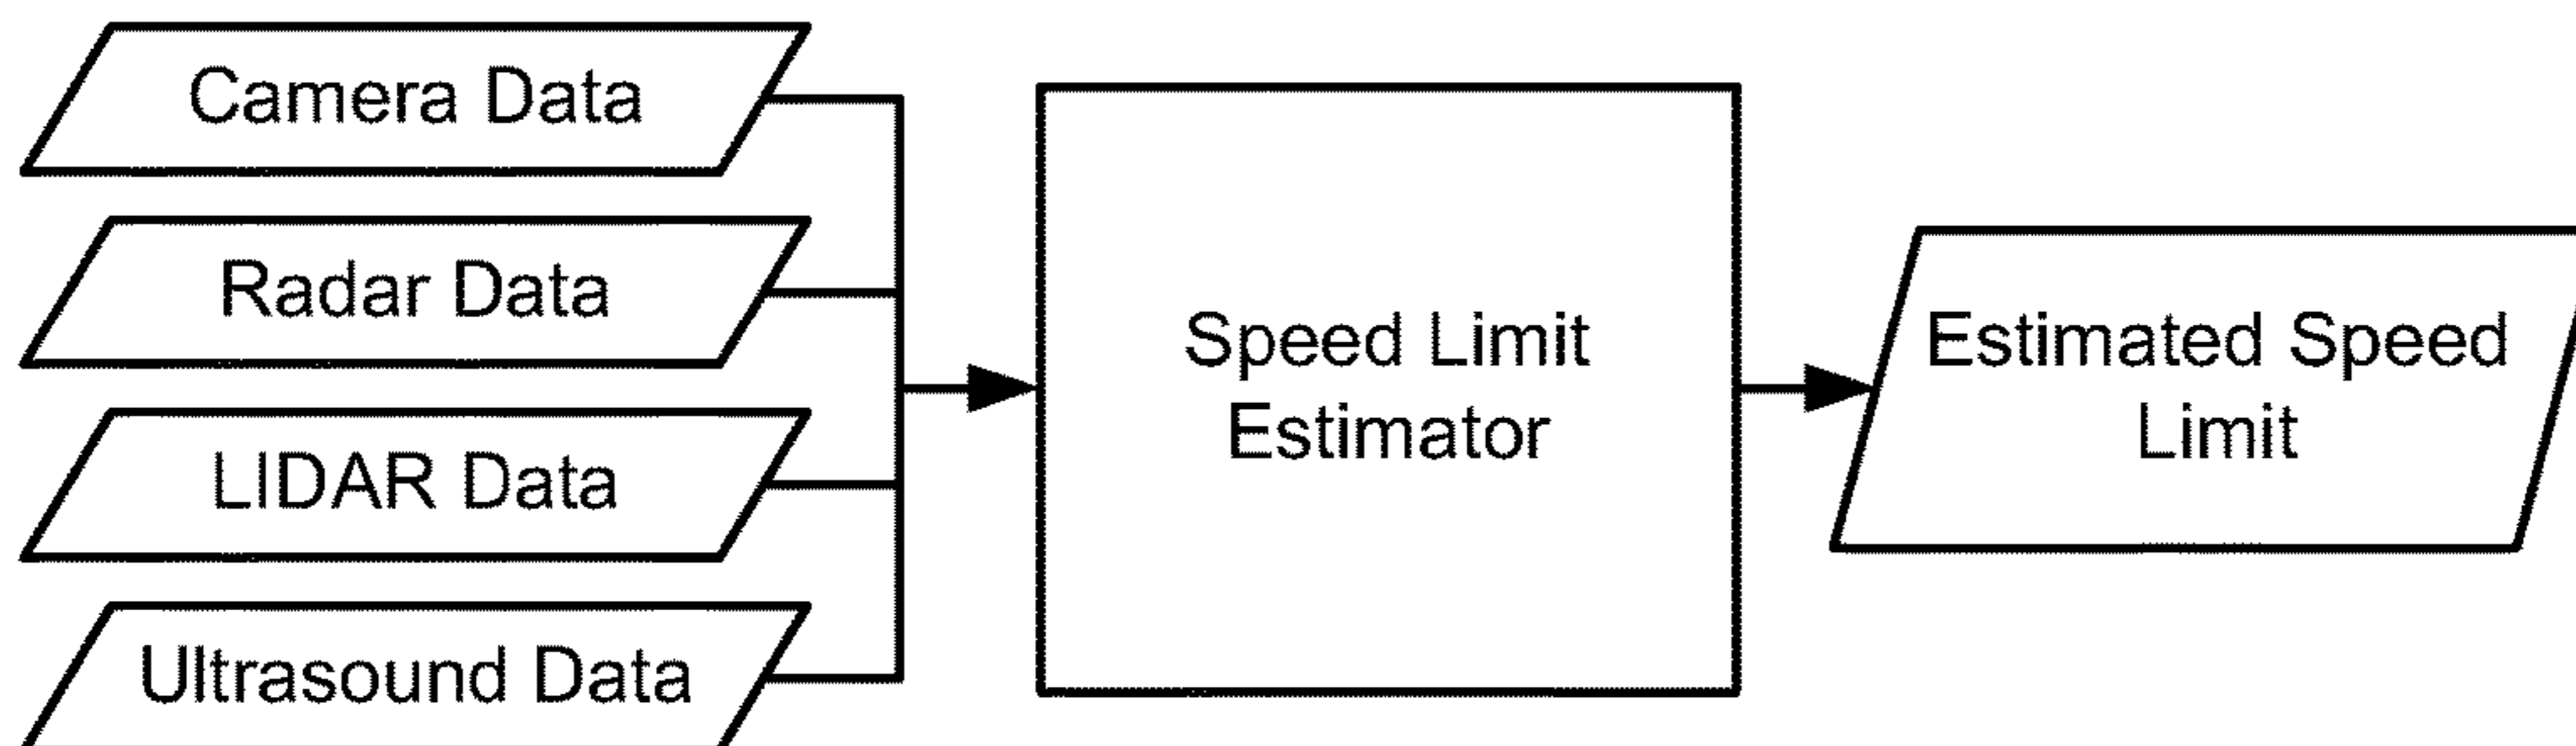 Camera Data
Radar Data
LIDAR Data
Ultrasound Data
Speed Limit
Estimator
Estimated Speed
Limit